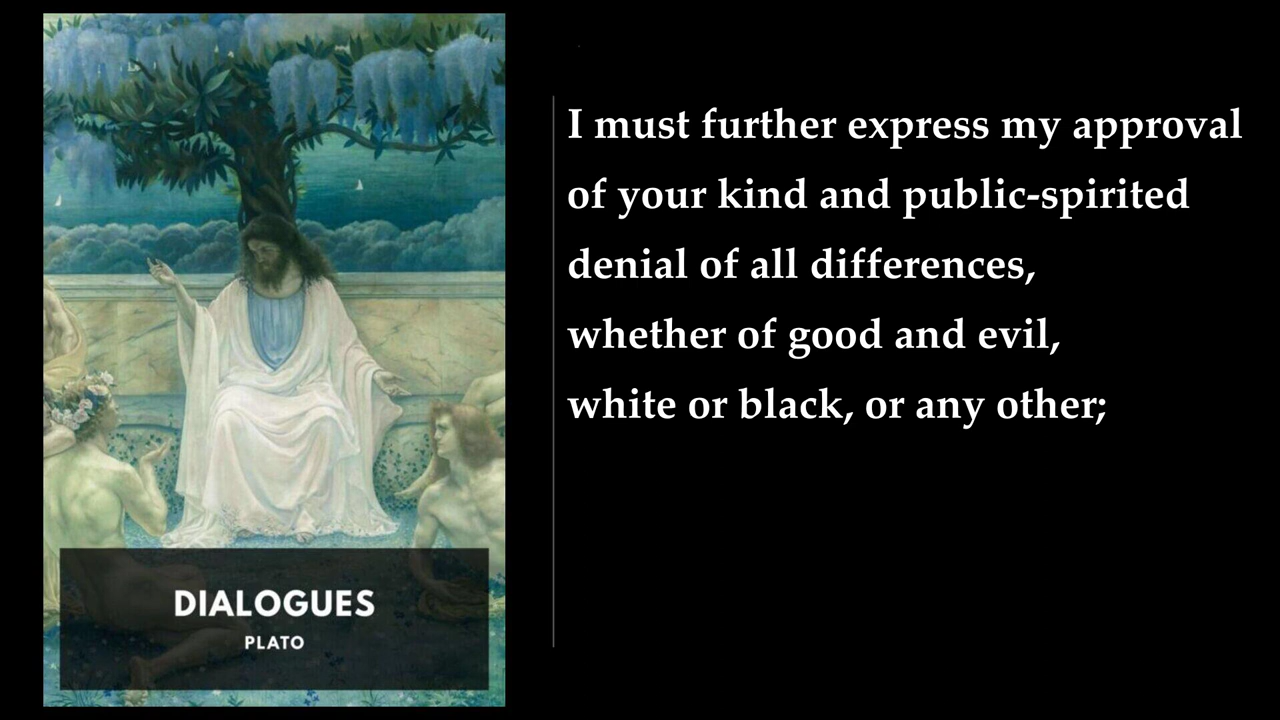 I must further express my approval
of your kind and public-spirited
denial of all differences,
whether of good and evil,
white or black, or any other;
DIALOGUES
PLATO